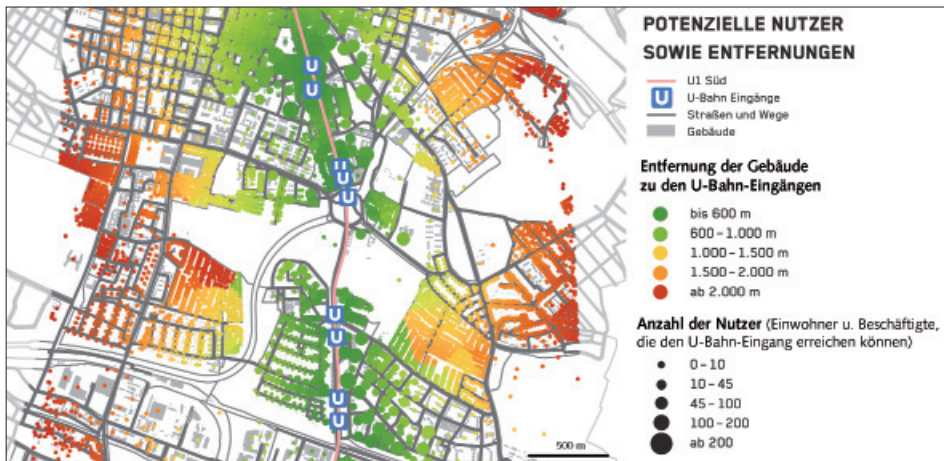 POTENZIELLE NUTZER
SOWIE ENTFERNUNGEN
U1 Süd
U
U-Bahn Eingänge
Straßen und Wege
Gebäude
Entfernung der Gebäude
zu den U-Bahn-Eingängen
bis 600 m
600 – 1.000 m
1.000 – 1.500 m
1.500 – 2.000 m
ab 2.000 m
Anzahl der Nutzer (Einwohner u. Beschäftigte,
die den U-Bahn-Eingang erreichen können)
0 – 10
10 – 45
45 – 100
100 – 200
ab 200
U
U
U
U
U
U
U
U
U
500 m